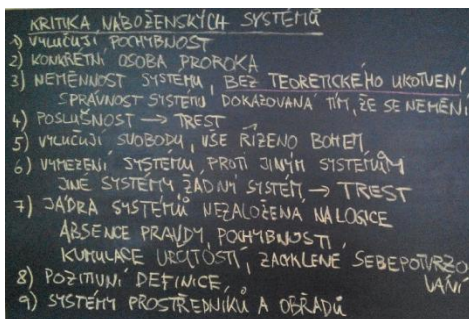 KRITIKA NÁBOŽENSKÝCH SYSTÉMŮ
1) VYLUČUJÍ POCHYBNOST
2) KONKRÉTNÍ OSOBA PROROKA
3) NEMĚNNOST SYSTÉMU, BEZ TEORETICKÉHO UKOTVENÍ
SPRÁVNOST SYSTÉMU DOKAZOVANÁ TÍM, ŽE SE NEMĚNÍ
4) POSLUŠNOST → TREST
5) VYLUČUJÍ SVOBODU, VŠE ŘÍZENO BOHEM
6) VYMEZENÍ SYSTÉMU PROTI JINÝM SYSTÉMŮM
JINÉ SYSTÉMY ŽÁDNÝ SYSTÉM → TREST
7) JÁDRA SYSTÉMŮ NEZALOŽENA NA LOGICE
ABSENCE PRAVDY, POCHYBNOSTI,
KUMULACE URČITOSTI, ZACYKLENÉ SEBEPOTVRZO
VÁNÍ
8) POZITIVNÍ DEFINICE,
9) SYSTÉMY PROSTŘEDNÍKŮ A OBŘADŮ